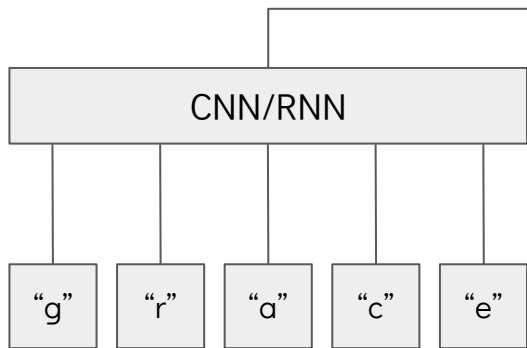 CNN/RNN
“g” “r” “a” “c” “e”